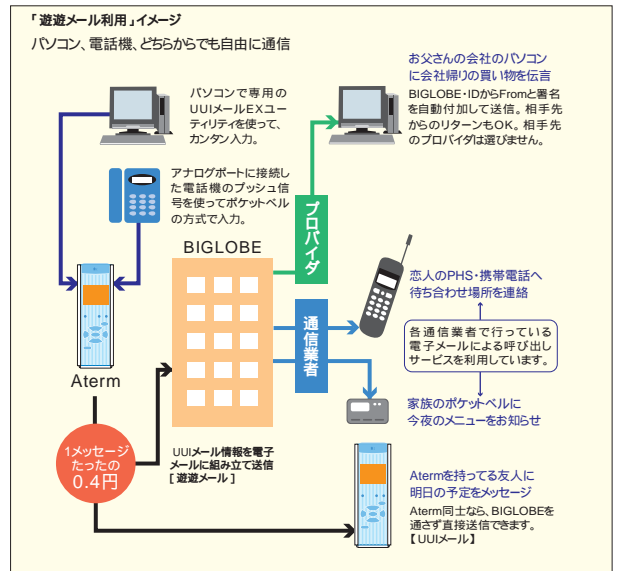 「遊遊メール利用」イメージ
パソコン、電話機、どちらからでも自由に通信
パソコンで専用の
UUIメールEXユー
ティリティを使って、
カンタン入力。
お父さんの会社のパソコン
に会社帰りの買い物を伝言
BIGLOBE・IDからFromと署名
を自動付加して送信。相手先
からのリターンもOK。相手先
のプロバイダは選びません。
アナログポートに接続し
た電話機のプッシュ信
号を使ってポケットベル
の方式で入力。
BIGLOBE
プロバイダ
通信業者
恋人のPHS・携帯電話へ
待ち合わせ場所を連絡
各通信業者で行っている
電子メールによる呼び出し
サービスを利用しています。
家族のポケットベルに
今夜のメニューをお知らせ
Aterm
1メッセージ
たったの
0.4円
UUIメール情報を電子
メールに組み立て送信
[遊遊メール]
Atermを持ってる友人に
明日の予定をメッセージ
Aterm同士なら、BIGLOBEを
通さず直接送信できます。
【UUIメール】